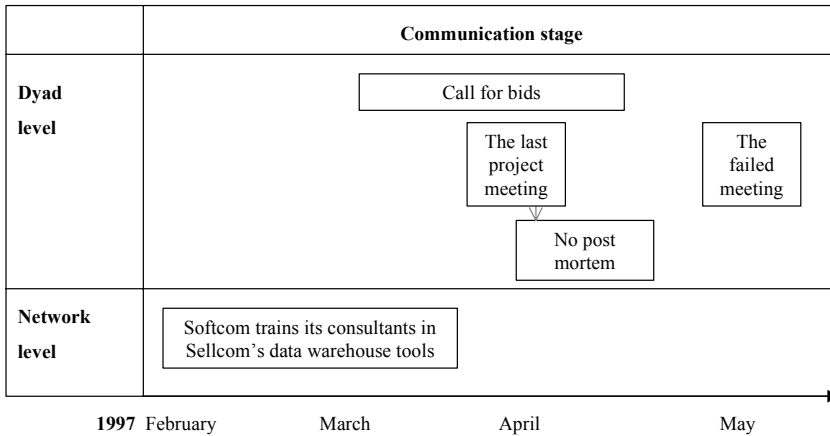 Communication stage
Dyad
level
Call for bids
The last
project
meeting
The
failed
meeting
No post
mortem
Network
level
Softcom trains its consultants in
Sellcom's data warehouse tools
1997 February March April May